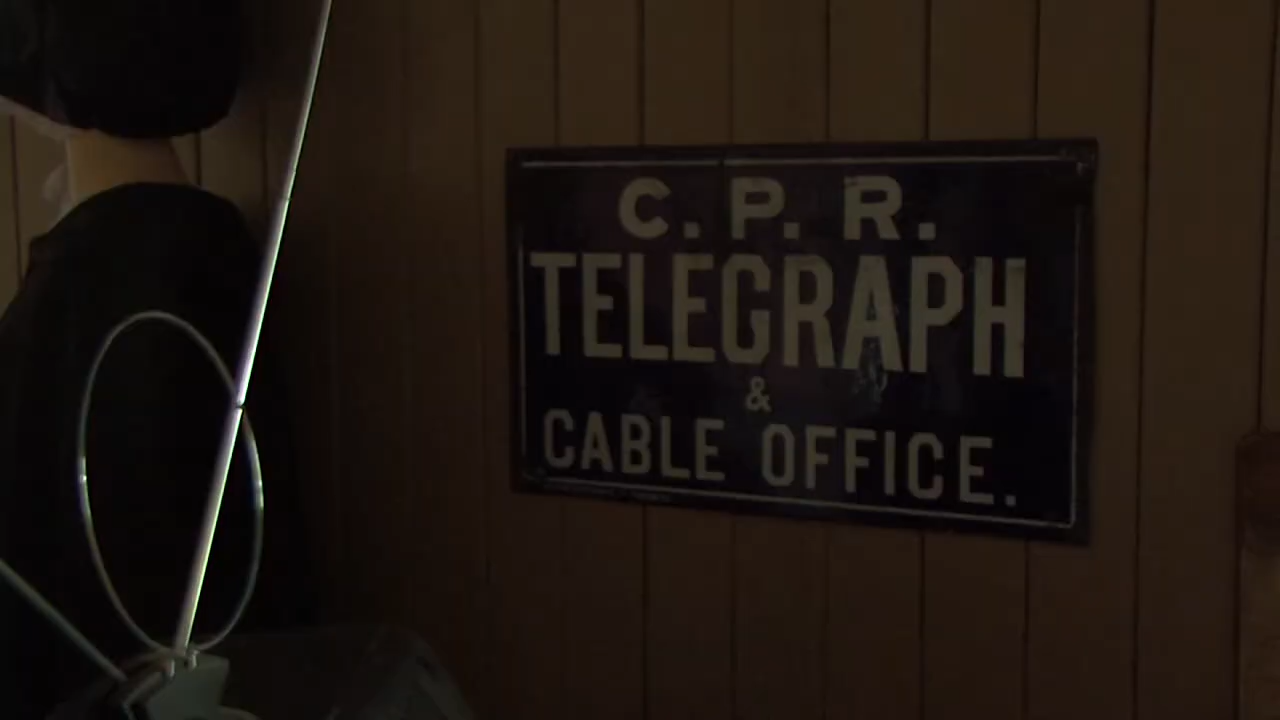 C. P. R.
TELEGRAPH
&
CABLE OFFICE.